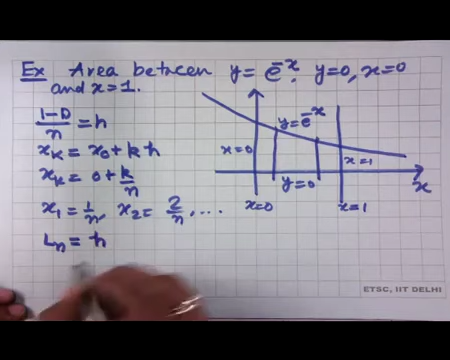 Ex Area between y = e^-x. y=0, x=0
and x=1.
1-0/n = h
x_k = x_0 + k h
x_k = 0 + k/n
x_1 = 1/n, x_2 = 2/n, ...
L_n = h
y=e^-x
x=0
x=1
y=0
x
x=0
x=1
ETSC, IIT DELHI